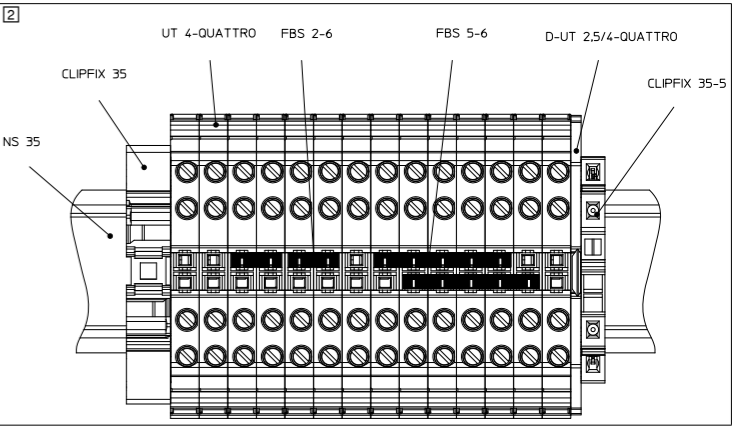 2
UT 4-QUATTRO
FBS 2-6
FBS 5-6
D-UT 2,5/4-QUATTRO
CLIPFIX 35
CLIPFIX 35-5
NS 35